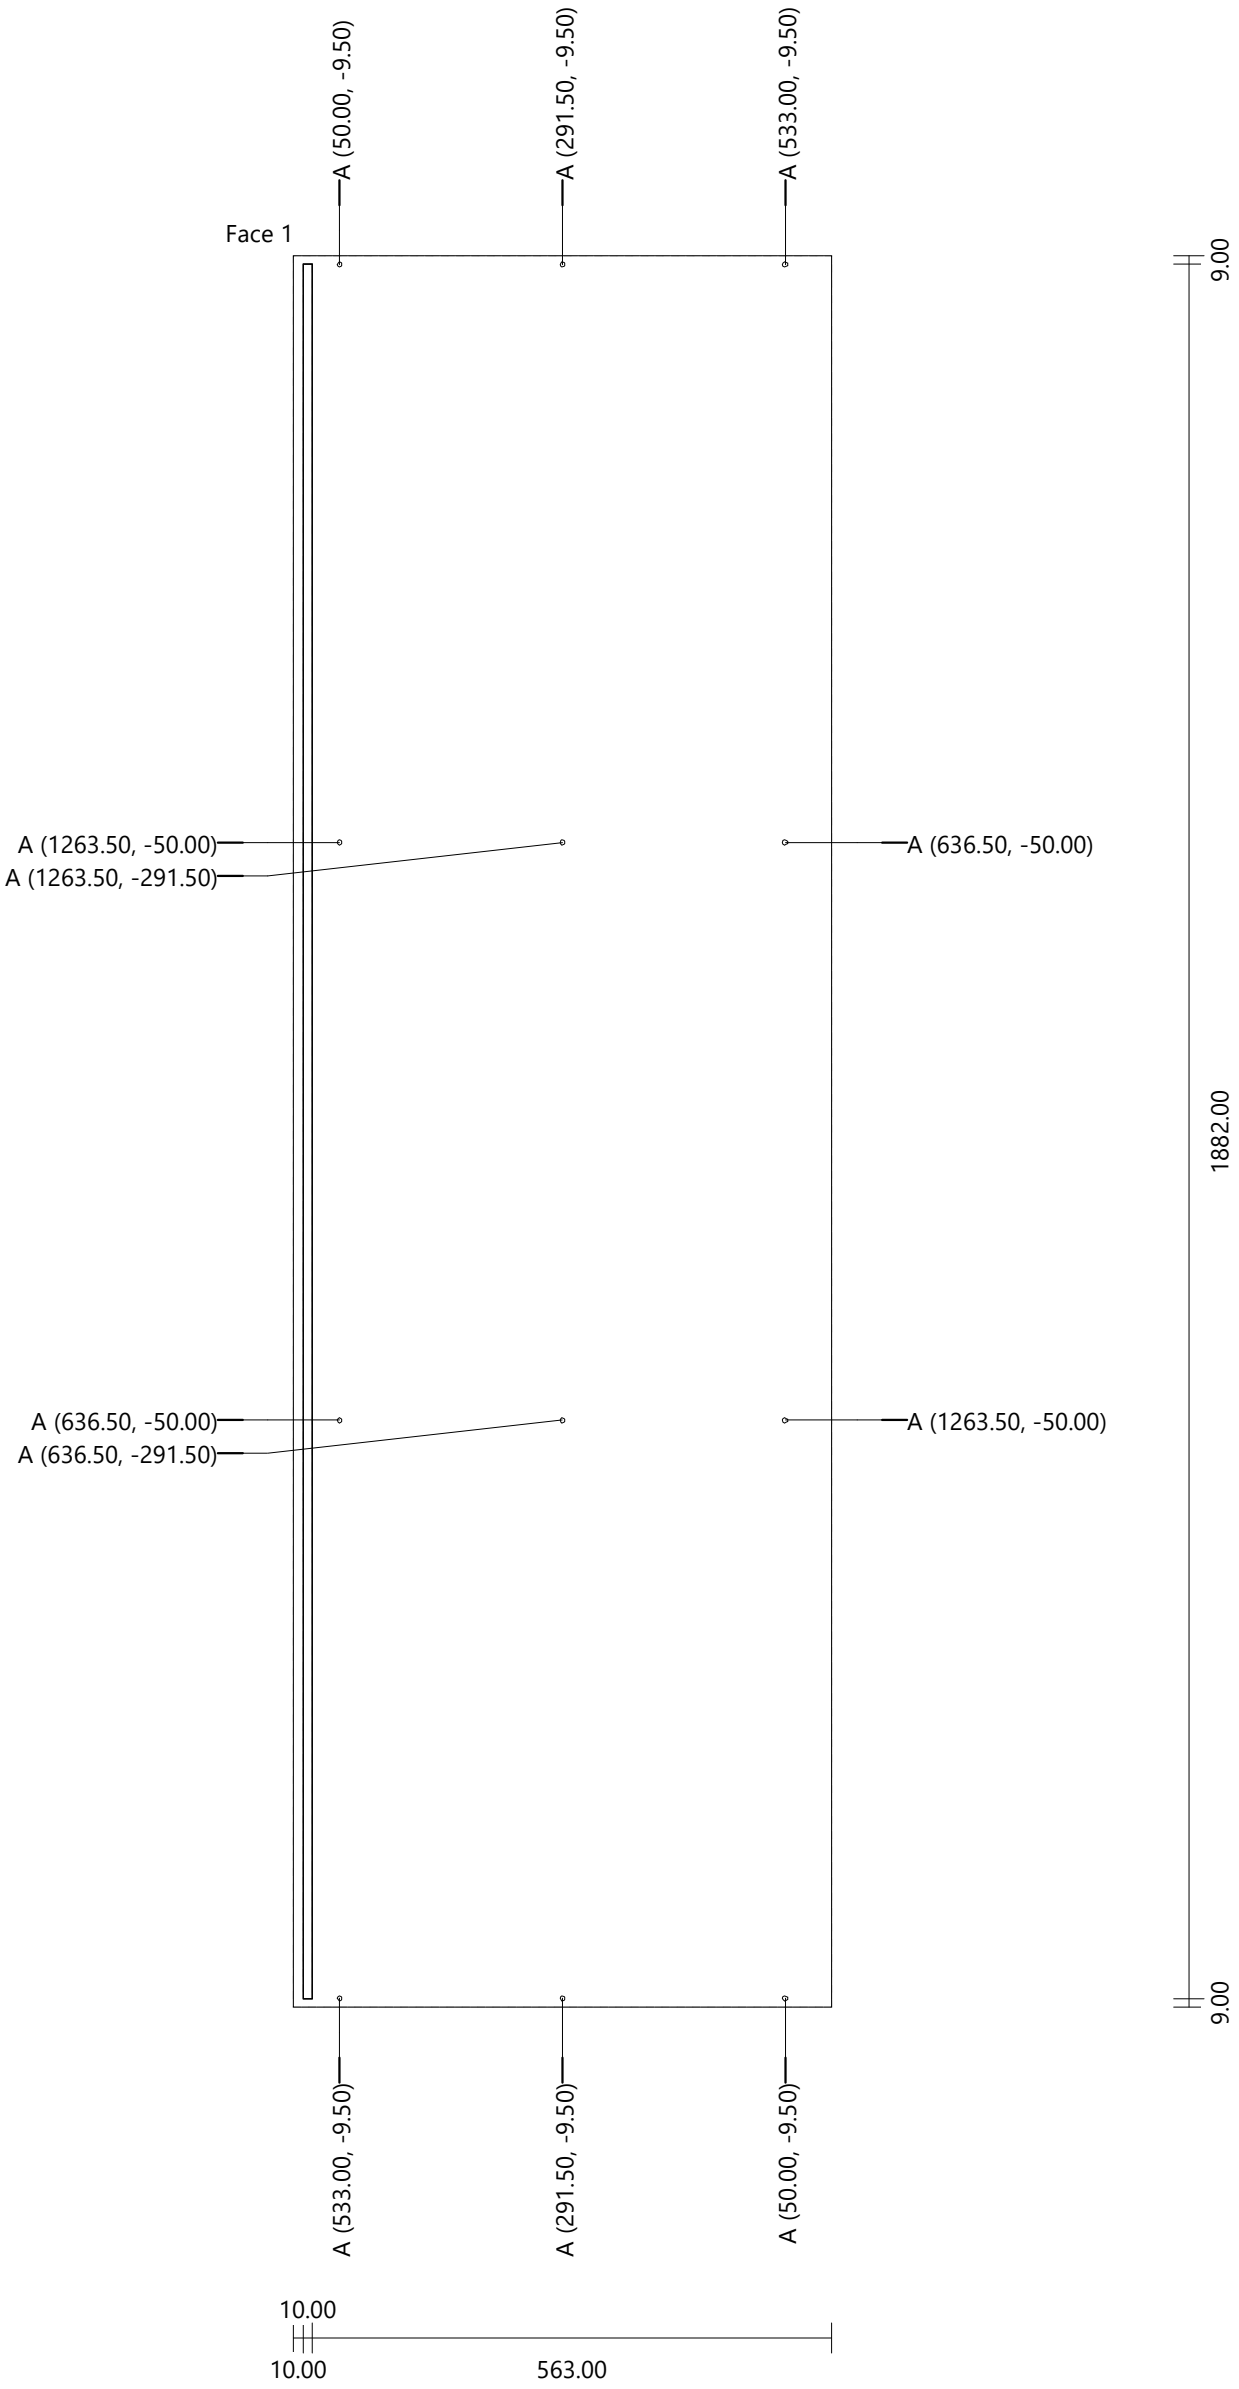 A (50.00, -9.50)
A (291.50, -9.50)
A (533.00, -9.50)
Face 1
9.00
A (1263.50, -50.00)
A (636.50, -50.00)
A (1263.50, -291.50)
1882.00
A (636.50, -50.00)
A (1263.50, -50.00)
A (636.50, -291.50)
9.00
A (533.00, -9.50)
A (291.50, -9.50)
A (50.00, -9.50)
10.00
10.00
563.00